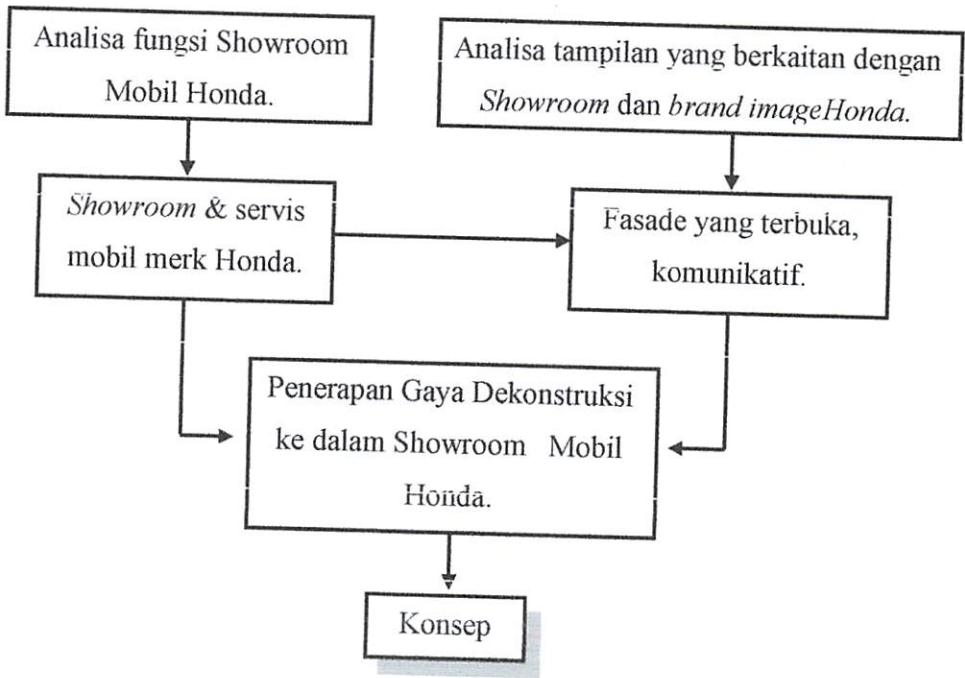 Analisa fungsi Showroom
Mobil Honda.
Analisa tampilan yang berkaitan dengan
Showroom dan brand imageHonda.
Showroom & servis
mobil merk Honda.
Fasade yang terbuka,
komunikatif.
Penerapan Gaya Dekonstruksi
ke dalam Showroom Mobil
Honda.
Konsep